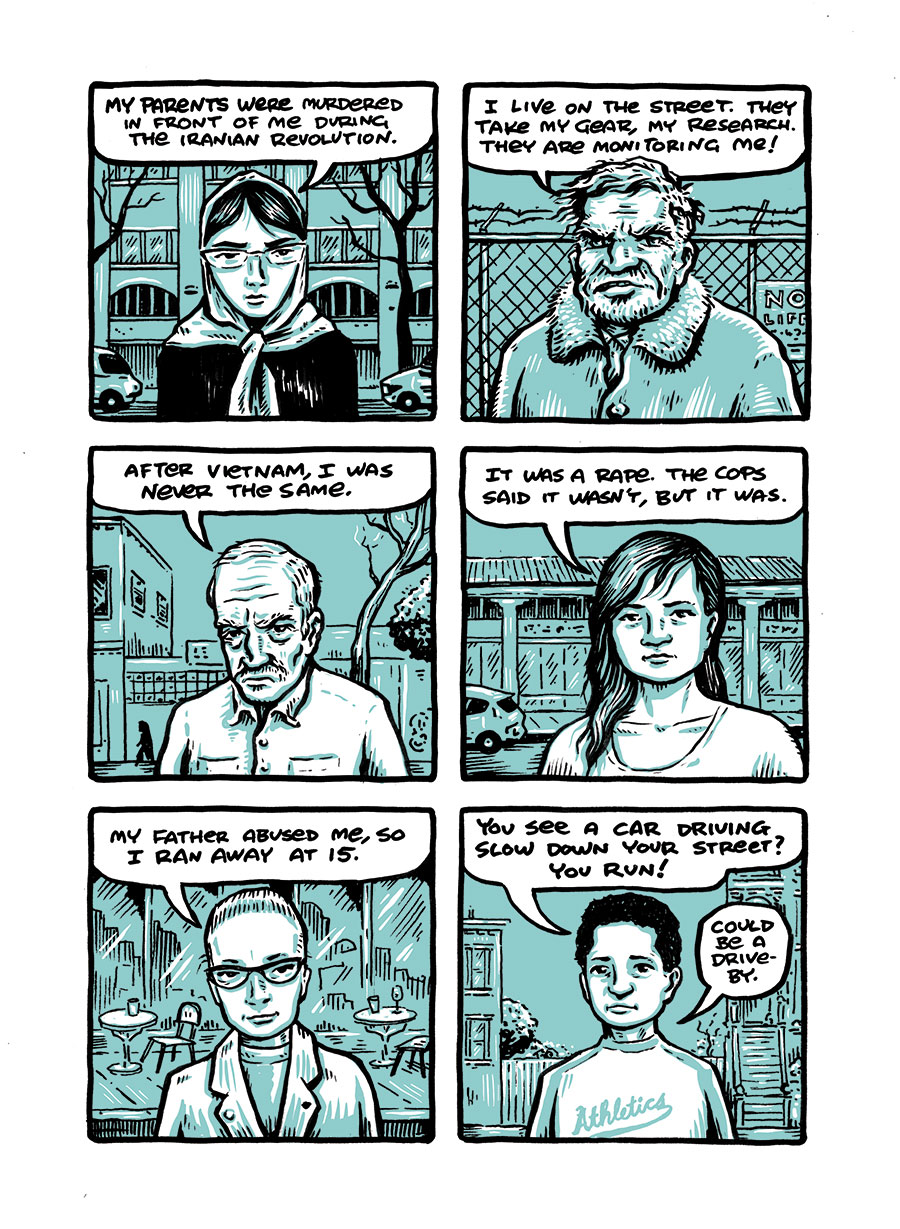 MY PARENTS WERE MURDERED
IN FRONT OF ME DURING
THE IRANIAN REVOLUTION.
I LIVE ON THE STREET. THEY
TAKE MY GEAR, MY RESEARCH.
THEY ARE MONITORING ME!
NO
LIFE
AFTER VIETNAM, I WAS
NEVER THE SAME.
IT WAS A RAPE. THE COPS
SAID IT WASN'T, BUT IT WAS.
MY FATHER ABUSED ME, SO
I RAN AWAY AT 15.
YOU SEE A CAR DRIVING
SLOW DOWN YOUR STREET?
YOU RUN!
COULD
BE A
DRIVE-
BY.
Athletics